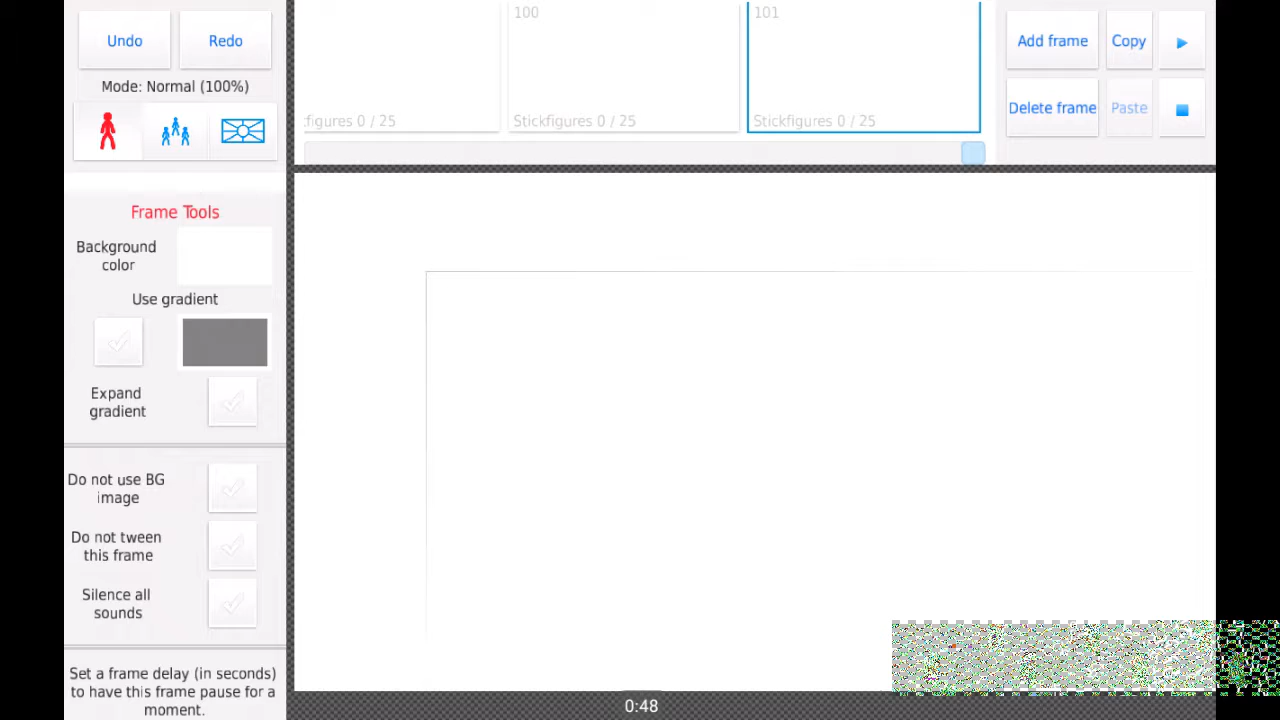 Undo
Redo
Mode: Normal (100%)
100
101
figures 0 / 25
Stickfigures 0 / 25
Stickfigures 0 / 25
Add frame
Copy
Delete frame
Paste
Frame Tools
Background
color
Use gradient
Expand
gradient
Do not use BG
image
Do not tween
this frame
Silence all
sounds
Set a frame delay (in seconds)
to have this frame pause for a
moment.
0:48